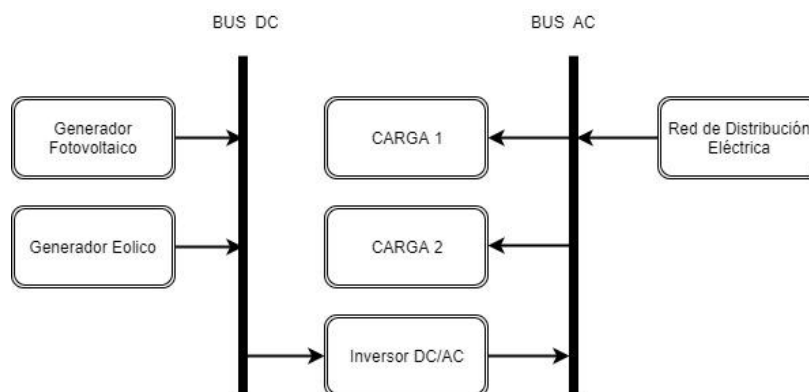 BUS DC
BUS AC
Generador
Fotovoltaico
CARGA 1
Red de Distribución
Eléctrica
Generador Eolico
CARGA 2
Inversor DC/AC